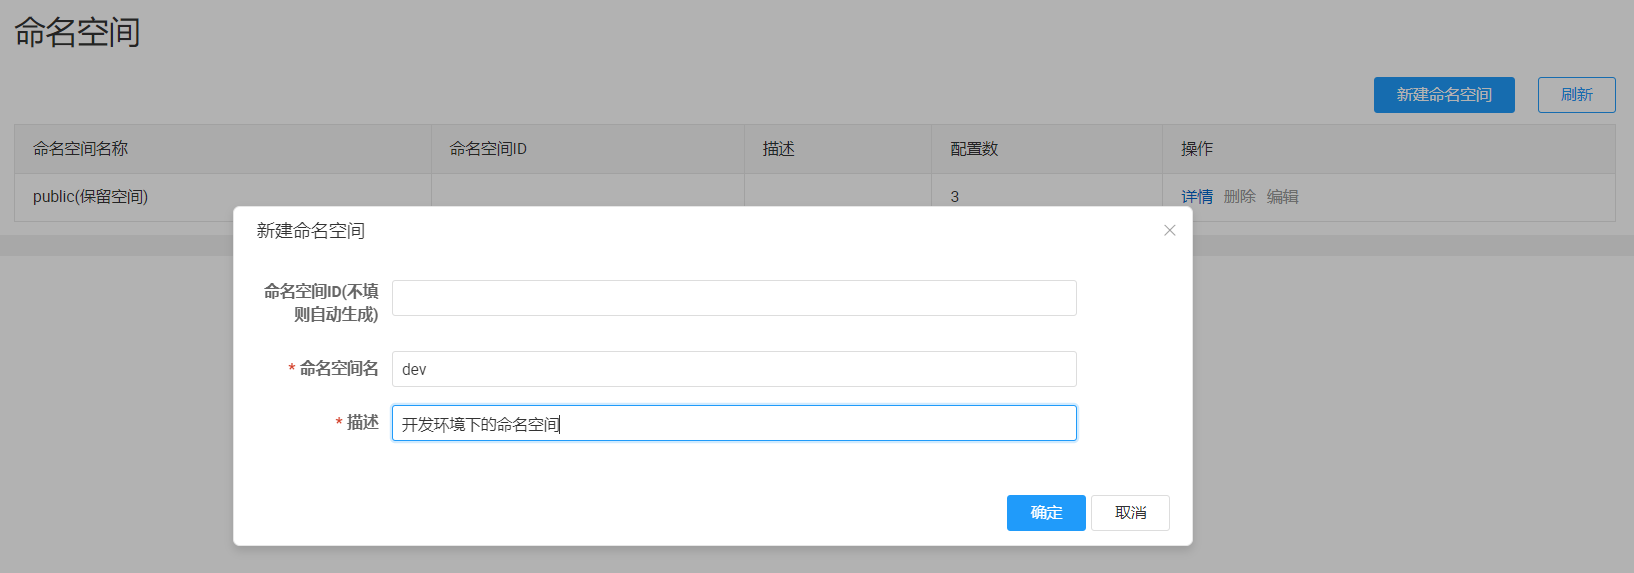 命名空间
新建命名空间 刷新
命名空间名称 命名空间ID 描述 配置数 操作
public(保留空间) 3 详情 删除 编辑
新建命名空间
命名空间ID(不填
则自动生成)
* 命名空间名 dev
* 描述 开发环境下的命名空间
确定 取消